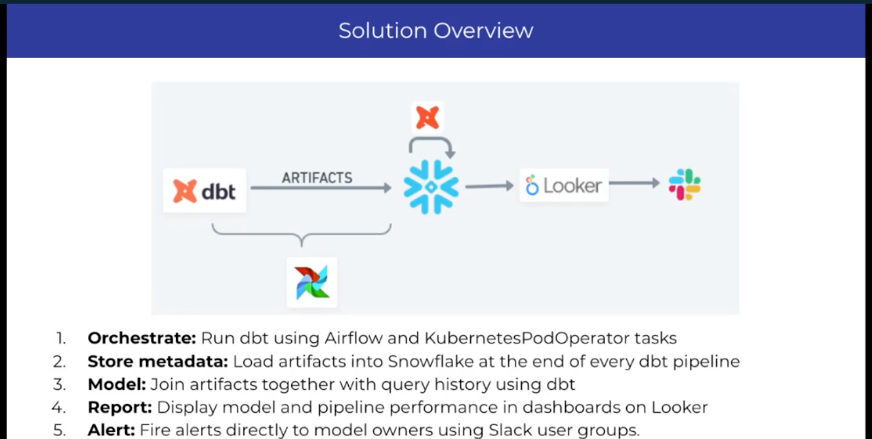 Solution Overview
ARTIFACTS
dbt
Looker
1. Orchestrate: Run dbt using Airflow and KubernetesPodOperator tasks
2. Store metadata: Load artifacts into Snowflake at the end of every dbt pipeline
3. Model: Join artifacts together with query history using dbt
4. Report: Display model and pipeline performance in dashboards on Looker
5. Alert: Fire alerts directly to model owners using Slack user groups.